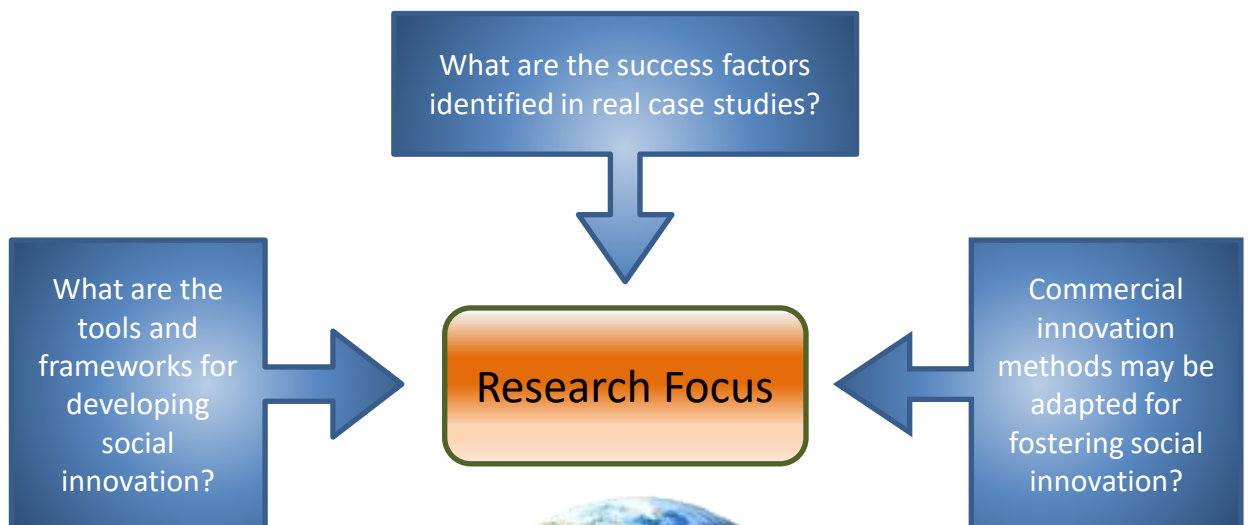 What are the success factors
identified in real case studies?
What are the
tools and
frameworks for
developing
social
innovation?
Research Focus
Commercial
innovation
methods may be
adapted for
fostering social
innovation?